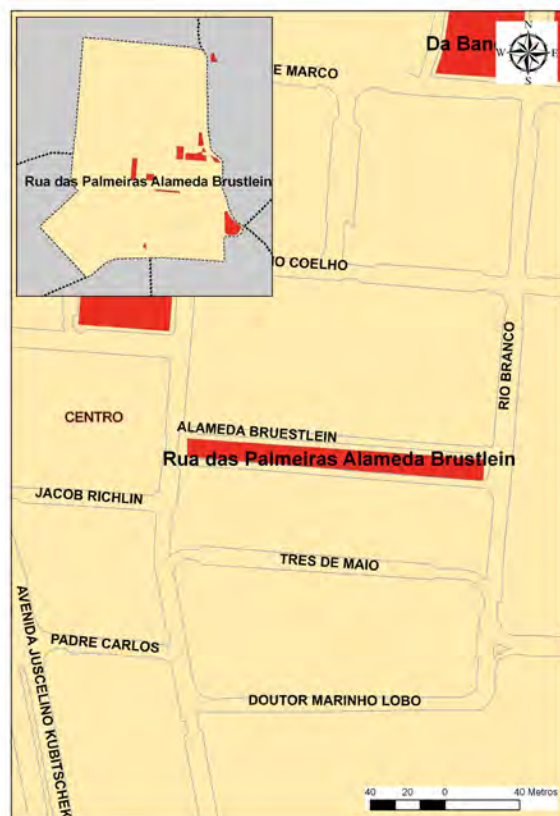 Da Ban
N
W E
S
E MARCO
Rua das Palmeiras Alameda Brustlein
IO COELHO
RIO BRANCO
CENTRO
ALAMEDA BRUESTLEIN
Rua das Palmeiras Alameda Brustlein
JACOB RICHLIN
TRES DE MAIO
AVENIDA JUSCELINO KUBITSCHEK
PADRE CARLOS
DOUTOR MARINHO LOBO
40 20 0 40 Metros